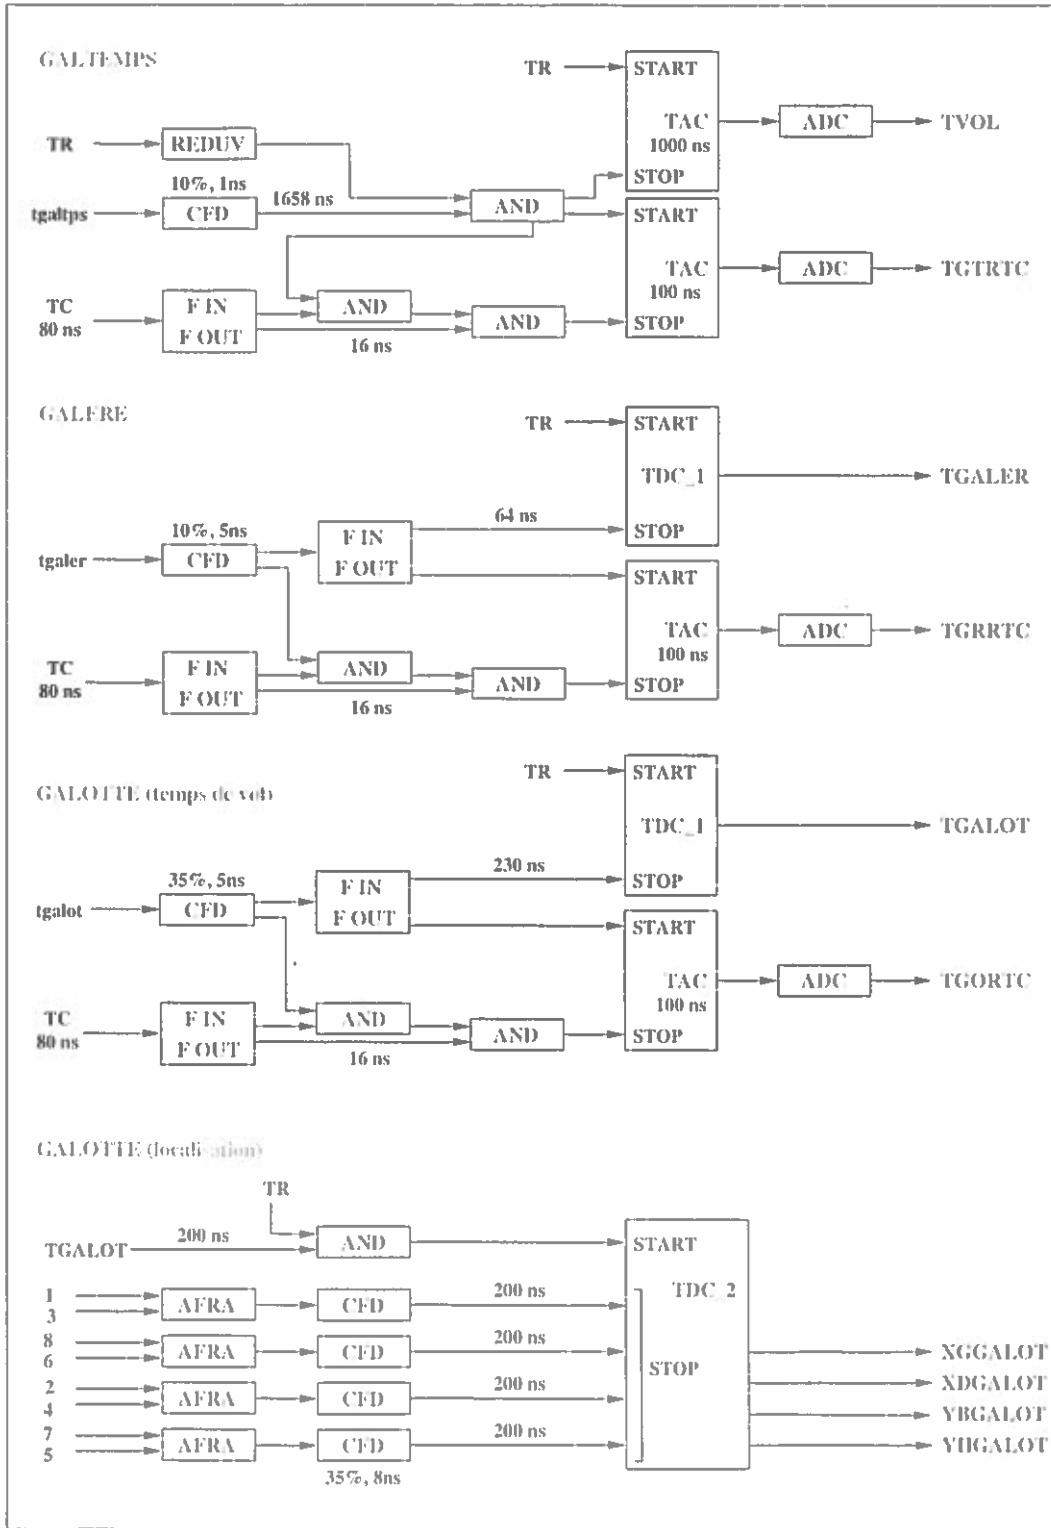 GALTEMPS
TR
START
TAC
1000 ns
STOP
ADC
TVOL
TR
REDUV
10%, 1ns
tgaltps
CFD
1658 ns
AND
START
TAC
100 ns
STOP
ADC
TGTRTC
TC
80 ns
F IN
F OUT
AND
16 ns
AND
GALERE
TR
START
TDC_1
STOP
TGALER
10%, 5ns
tgaler
CFD
F IN
F OUT
64 ns
START
TAC
100 ns
STOP
ADC
TGRRTC
TC
80 ns
F IN
F OUT
AND
16 ns
AND
GALOTTE (temps de vol)
TR
START
TDC_1
STOP
TGALOT
35%, 5ns
tgalot
CFD
F IN
F OUT
230 ns
START
TAC
100 ns
STOP
ADC
TGORTC
TC
80 ns
F IN
F OUT
AND
16 ns
AND
GALOTTE (localisation)
TR
TGALOT
200 ns
AND
START
TDC_2
STOP
1
3
AFRA
CFD
200 ns
8
6
AFRA
CFD
200 ns
2
4
AFRA
CFD
200 ns
7
5
AFRA
CFD
200 ns
35%, 8ns
XGGALOT
XDGALOT
YBGALOT
YHGALOT